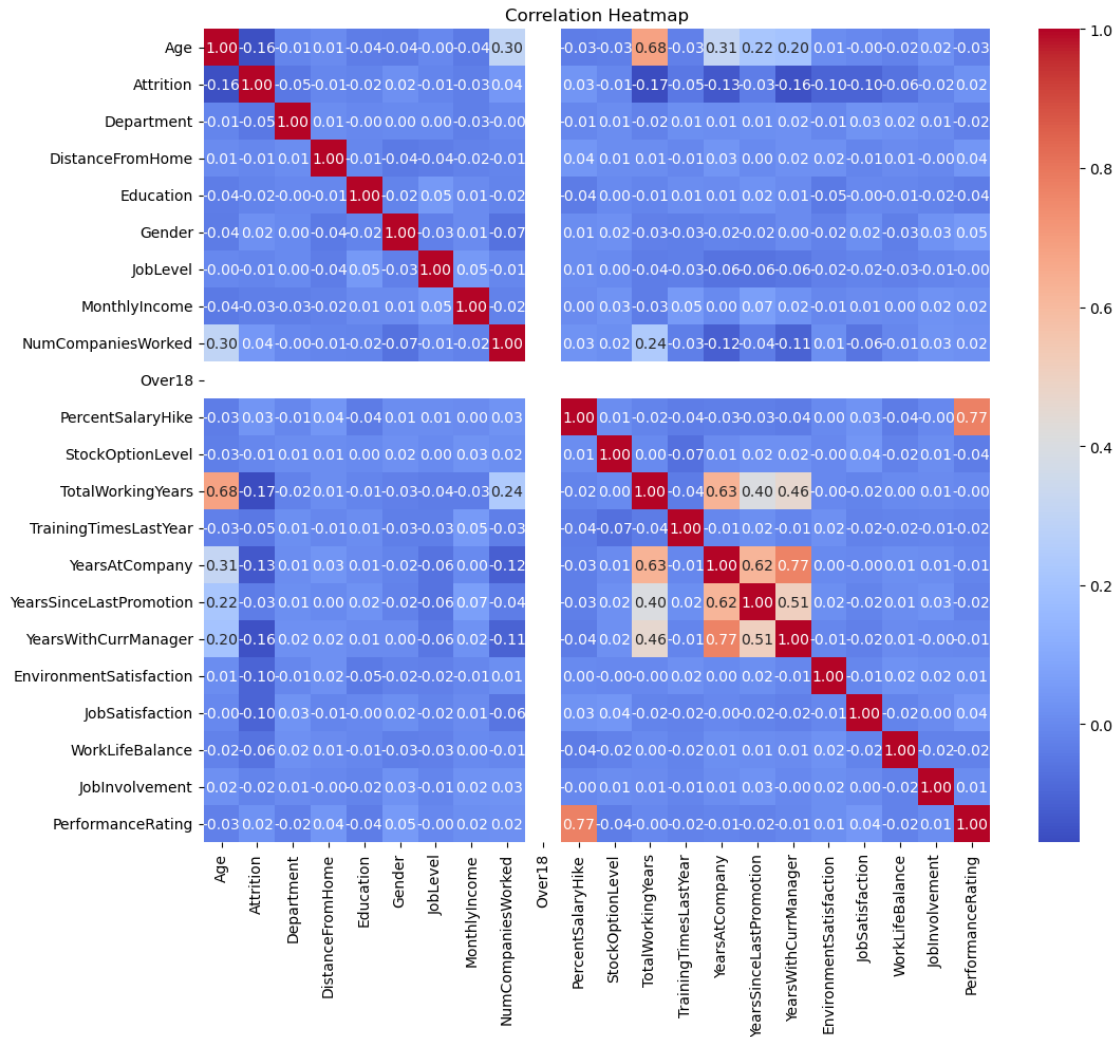 Correlation Heatmap
Age 1.00 -0.16 -0.01 0.01 -0.04 -0.04 -0.00 -0.04 0.30 -0.03 -0.03 0.68 -0.03 0.31 0.22 0.20 0.01 -0.00 -0.02 0.02 -0.03
Attrition -0.16 1.00 -0.05 -0.01 -0.02 0.02 -0.01 -0.03 0.04 0.03 -0.01 -0.17 -0.05 -0.13 -0.03 -0.16 -0.10 -0.10 -0.06 -0.02 0.02
Department -0.01 -0.05 1.00 0.01 -0.00 0.00 0.00 -0.03 -0.00 -0.01 -0.01 -0.02 0.01 0.01 0.01 0.02 -0.01 0.03 0.02 0.01 -0.02
DistanceFromHome 0.01 -0.01 0.01 1.00 -0.01 -0.04 -0.04 -0.02 -0.01 0.04 0.01 0.01 -0.01 0.03 0.00 0.02 0.02 -0.01 0.01 -0.00 0.04
Education -0.04 -0.02 -0.00 -0.01 1.00 -0.02 0.05 0.01 -0.02 -0.04 0.00 -0.01 0.01 0.01 0.02 0.01 -0.05 -0.00 -0.01 -0.02 -0.04
Gender -0.04 0.02 0.00 -0.04 -0.02 1.00 -0.03 0.01 -0.07 0.01 0.02 -0.03 -0.03 -0.02 -0.02 0.00 -0.02 0.02 -0.03 0.03 0.05
JobLevel -0.00 -0.01 0.00 -0.04 0.05 -0.03 1.00 0.05 -0.01 0.01 0.00 -0.04 -0.03 -0.06 -0.06 -0.06 -0.02 -0.02 -0.03 -0.01 -0.00
MonthlyIncome -0.04 -0.03 -0.03 -0.02 0.01 0.01 0.05 1.00 -0.02 0.00 0.03 -0.03 0.05 0.00 0.07 0.02 -0.01 0.01 0.00 0.02 0.02
NumCompaniesWorked 0.30 0.04 -0.00 -0.01 -0.02 -0.07 -0.01 -0.02 1.00 0.03 0.02 0.24 -0.03 -0.12 -0.04 -0.11 0.01 -0.06 -0.01 0.03 0.02
Over18
PercentSalaryHike -0.03 0.03 -0.01 0.04 -0.04 0.01 0.01 0.00 0.03 1.00 0.01 -0.02 -0.04 -0.03 -0.03 -0.04 0.00 0.03 -0.04 -0.00 0.77
StockOptionLevel -0.03 -0.01 -0.01 0.01 0.00 0.02 0.00 0.03 0.02 0.01 1.00 0.00 -0.07 0.01 0.02 0.02 -0.00 0.04 -0.02 0.01 -0.04
TotalWorkingYears 0.68 -0.17 -0.02 0.01 -0.01 -0.03 -0.04 -0.03 0.24 -0.02 0.00 1.00 -0.04 0.63 0.40 0.46 -0.00 -0.02 0.00 0.01 -0.00
TrainingTimesLastYear -0.03 -0.05 0.01 -0.01 0.01 -0.03 -0.03 0.05 -0.03 -0.04 -0.07 -0.04 1.00 -0.01 0.02 -0.01 0.02 -0.02 -0.02 -0.01 -0.02
YearsAtCompany 0.31 -0.13 0.01 0.03 0.01 -0.02 -0.06 0.00 -0.12 -0.03 0.01 0.63 -0.01 1.00 0.62 0.77 0.00 -0.00 0.01 0.01 -0.01
YearsSinceLastPromotion 0.22 -0.03 0.01 0.00 0.02 -0.02 -0.06 0.07 -0.04 -0.03 0.02 0.40 0.02 0.62 1.00 0.51 0.02 -0.02 0.01 0.03 -0.02
YearsWithCurrManager 0.20 -0.16 0.02 0.02 0.01 0.00 -0.06 0.02 -0.11 -0.04 0.02 0.46 -0.01 0.77 0.51 1.00 -0.01 -0.02 0.01 -0.00 -0.01
EnvironmentSatisfaction 0.01 -0.10 -0.01 0.02 -0.05 -0.02 -0.02 -0.01 0.01 0.00 -0.00 -0.00 0.02 0.00 0.02 -0.01 1.00 -0.01 0.02 0.02 0.01
JobSatisfaction -0.00 -0.10 0.03 -0.01 -0.00 0.02 -0.02 0.01 -0.06 0.03 0.04 -0.02 -0.02 -0.00 -0.02 -0.02 -0.01 1.00 -0.02 0.00 0.04
WorkLifeBalance -0.02 -0.06 0.02 0.01 -0.01 -0.03 -0.03 0.00 -0.01 -0.04 -0.02 0.00 -0.02 0.01 0.01 0.01 0.02 -0.02 1.00 -0.02 -0.02
JobInvolvement 0.02 -0.02 0.01 -0.00 -0.02 0.03 -0.01 0.02 0.03 -0.00 0.01 0.01 -0.01 0.01 0.03 -0.00 0.02 0.00 -0.02 1.00 0.01
PerformanceRating -0.03 0.02 -0.02 0.04 -0.04 0.05 -0.00 0.02 0.02 0.77 -0.04 -0.00 -0.02 -0.01 -0.02 -0.01 0.01 0.04 -0.02 0.01 1.00
Age
Attrition
Department
DistanceFromHome
Education
Gender
JobLevel
MonthlyIncome
NumCompaniesWorked
Over18
PercentSalaryHike
StockOptionLevel
TotalWorkingYears
TrainingTimesLastYear
YearsAtCompany
YearsSinceLastPromotion
YearsWithCurrManager
EnvironmentSatisfaction
JobSatisfaction
WorkLifeBalance
JobInvolvement
PerformanceRating
1.0
0.8
0.6
0.4
0.2
0.0